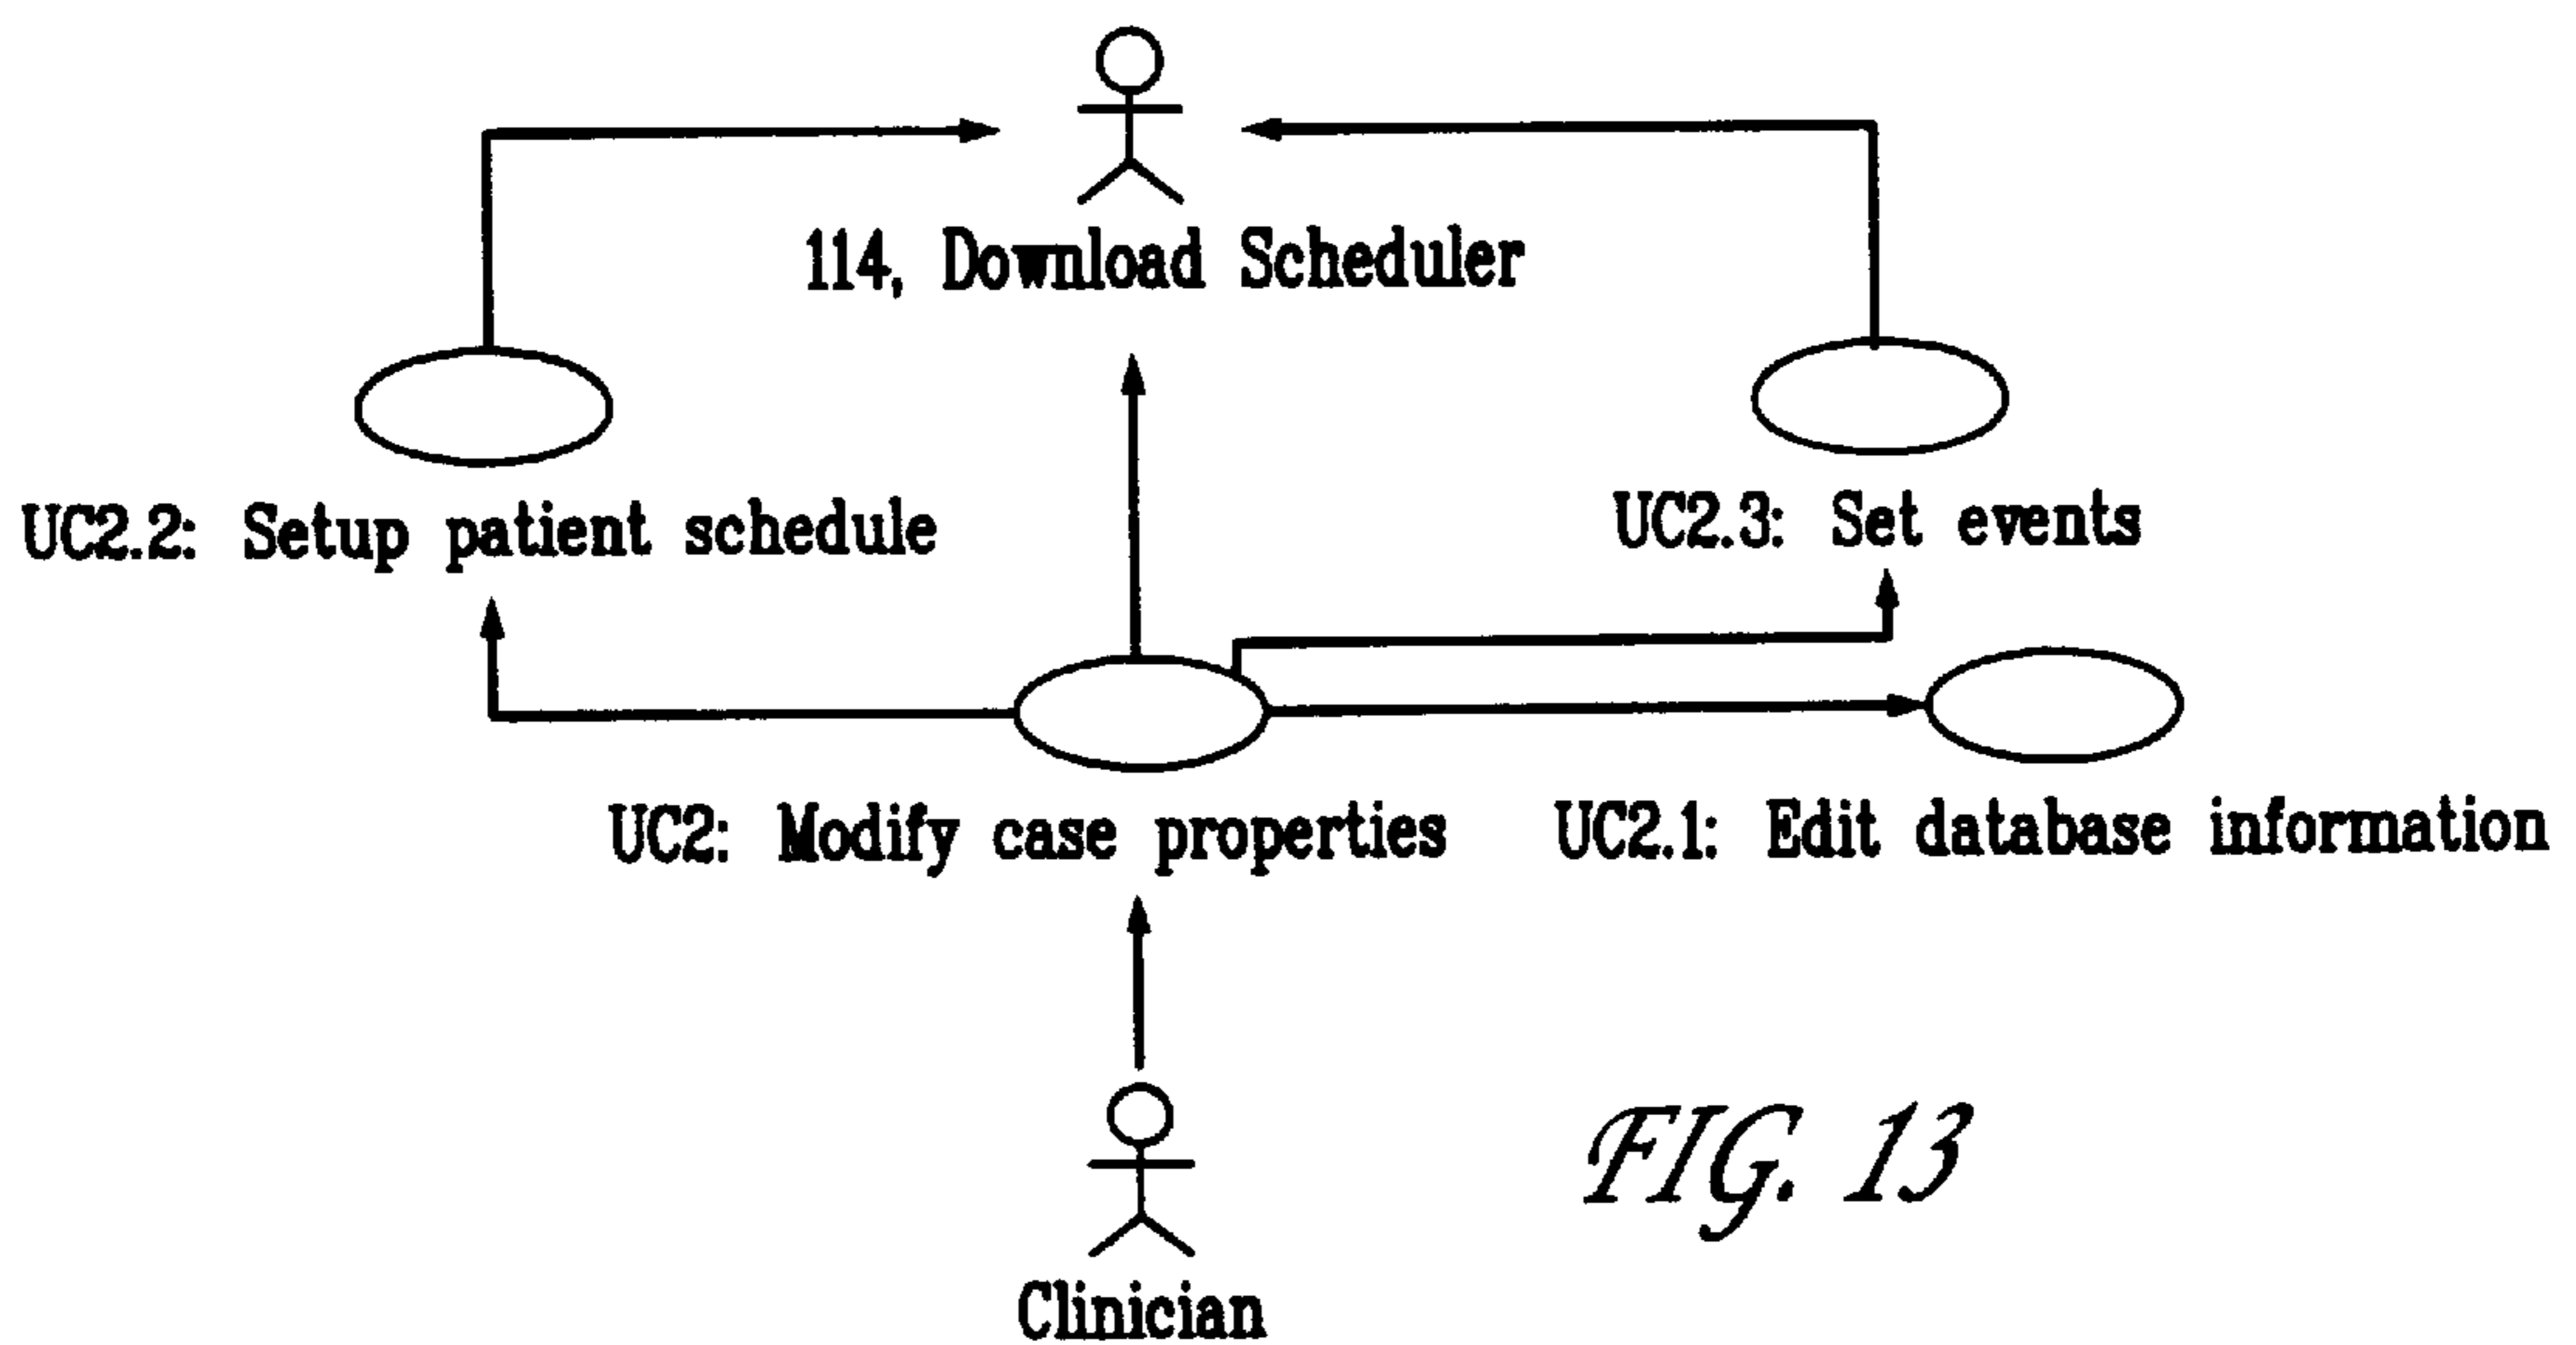 114, Download Scheduler
UC2.2: Setup patient schedule
UC2.3: Set events
UC2: Modify case properties
UC2.1: Edit database information
Clinician
FIG. 13